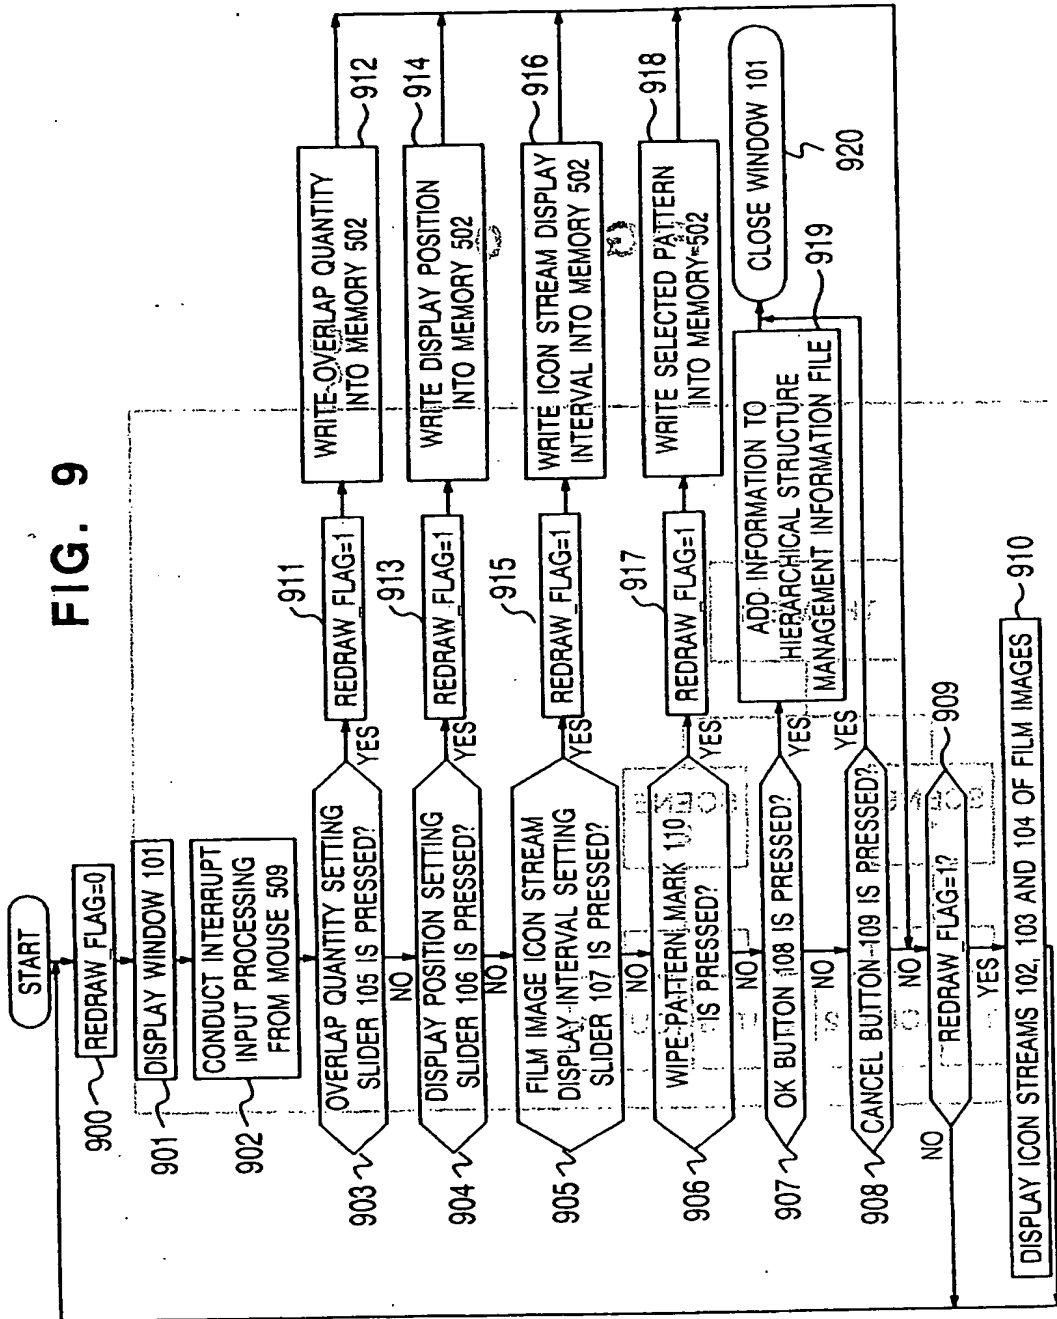 FIG. 9
START
REDRAW_FLAG=0
900
DISPLAY WINDOW 101
901
CONDUCT INTERRUPT
INPUT PROCESSING
FROM MOUSE 509
902
OVERLAP QUANTITY SETTING
SLIDER 105 IS PRESSED?
903
YES
NO
REDRAW_FLAG=1
911
WRITE OVERLAP QUANTITY
INTO MEMORY 502
912
DISPLAY POSITION SETTING
SLIDER 106 IS PRESSED?
904
YES
NO
REDRAW_FLAG=1
913
WRITE DISPLAY POSITION
INTO MEMORY 502
914
FILM IMAGE ICON STREAM
DISPLAY INTERVAL SETTING
SLIDER 107 IS PRESSED?
905
YES
NO
REDRAW_FLAG=1
915
WRITE ICON STREAM DISPLAY
INTERVAL INTO MEMORY 502
916
WIPE PATTERN MARK 110
IS PRESSED?
906
YES
NO
REDRAW_FLAG=1
917
WRITE SELECTED PATTERN
INTO MEMORY 502
918
OK BUTTON 108 IS PRESSED?
907
YES
NO
ADD INFORMATION TO
HIERARCHICAL STRUCTURE
MANAGEMENT INFORMATION FILE
919
CLOSE WINDOW 101
920
CANCEL BUTTON 109 IS PRESSED?
908
YES
NO
REDRAW_FLAG=1?
909
NO
YES
DISPLAY ICON STREAMS 102, 103 AND 104 OF FILM IMAGES
910